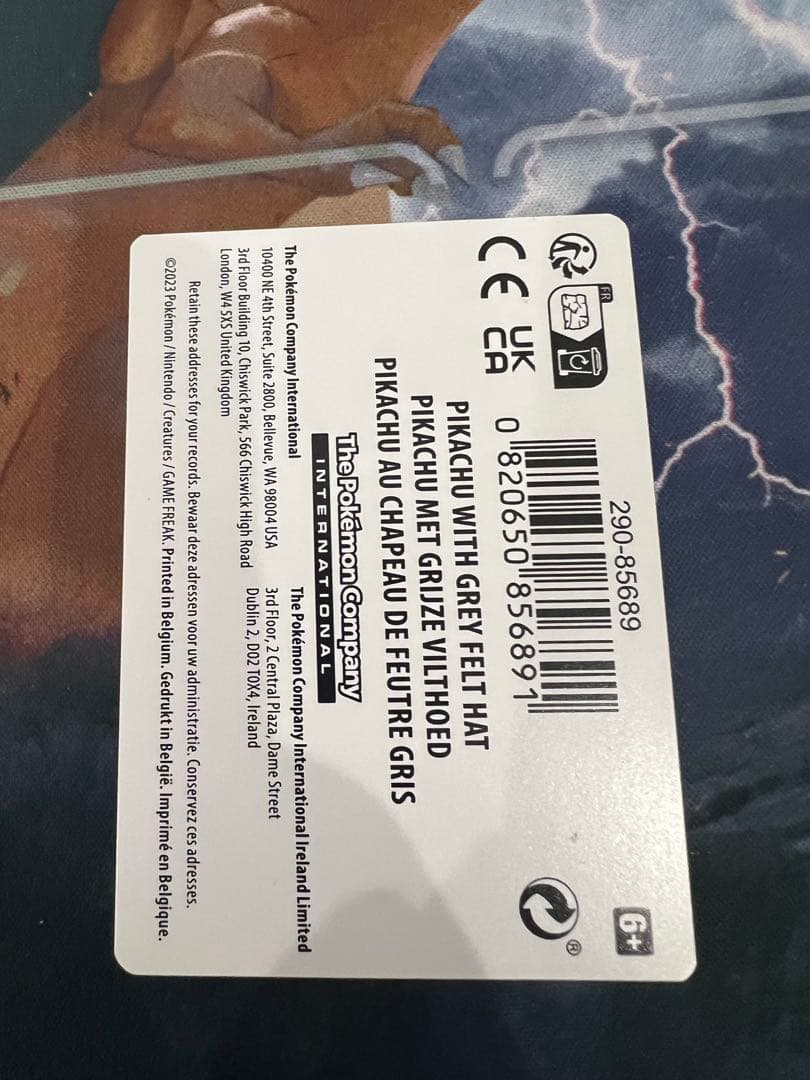 290-85689
6+
0 820650 856891
FR
CE
UK
CA
®
PIKACHU WITH GREY FELT HAT
PIKACHU MET GRIJZE VILTHOED
PIKACHU AU CHAPEAU DE FEUTRE GRIS
The Pokémon Company
INTERNATIONAL
The Pokémon Company International
10400 NE 4th Street, Suite 2800, Bellevue, WA 98004 USA
3rd Floor Building 10, Chiswick Park, 566 Chiswick High Road
London, W4 5XS United Kingdom
The Pokémon Company International Ireland Limited
3rd Floor, 2 Central Plaza, Dame Street
Dublin 2, D02 T0X4, Ireland
Retain these addresses for your records. Bewaar deze adressen voor uw administratie. Conservez ces adresses.
©2023 Pokémon / Nintendo / Creatures / GAME FREAK. Printed in Belgium. Gedrukt in België. Imprimé en Belgique.